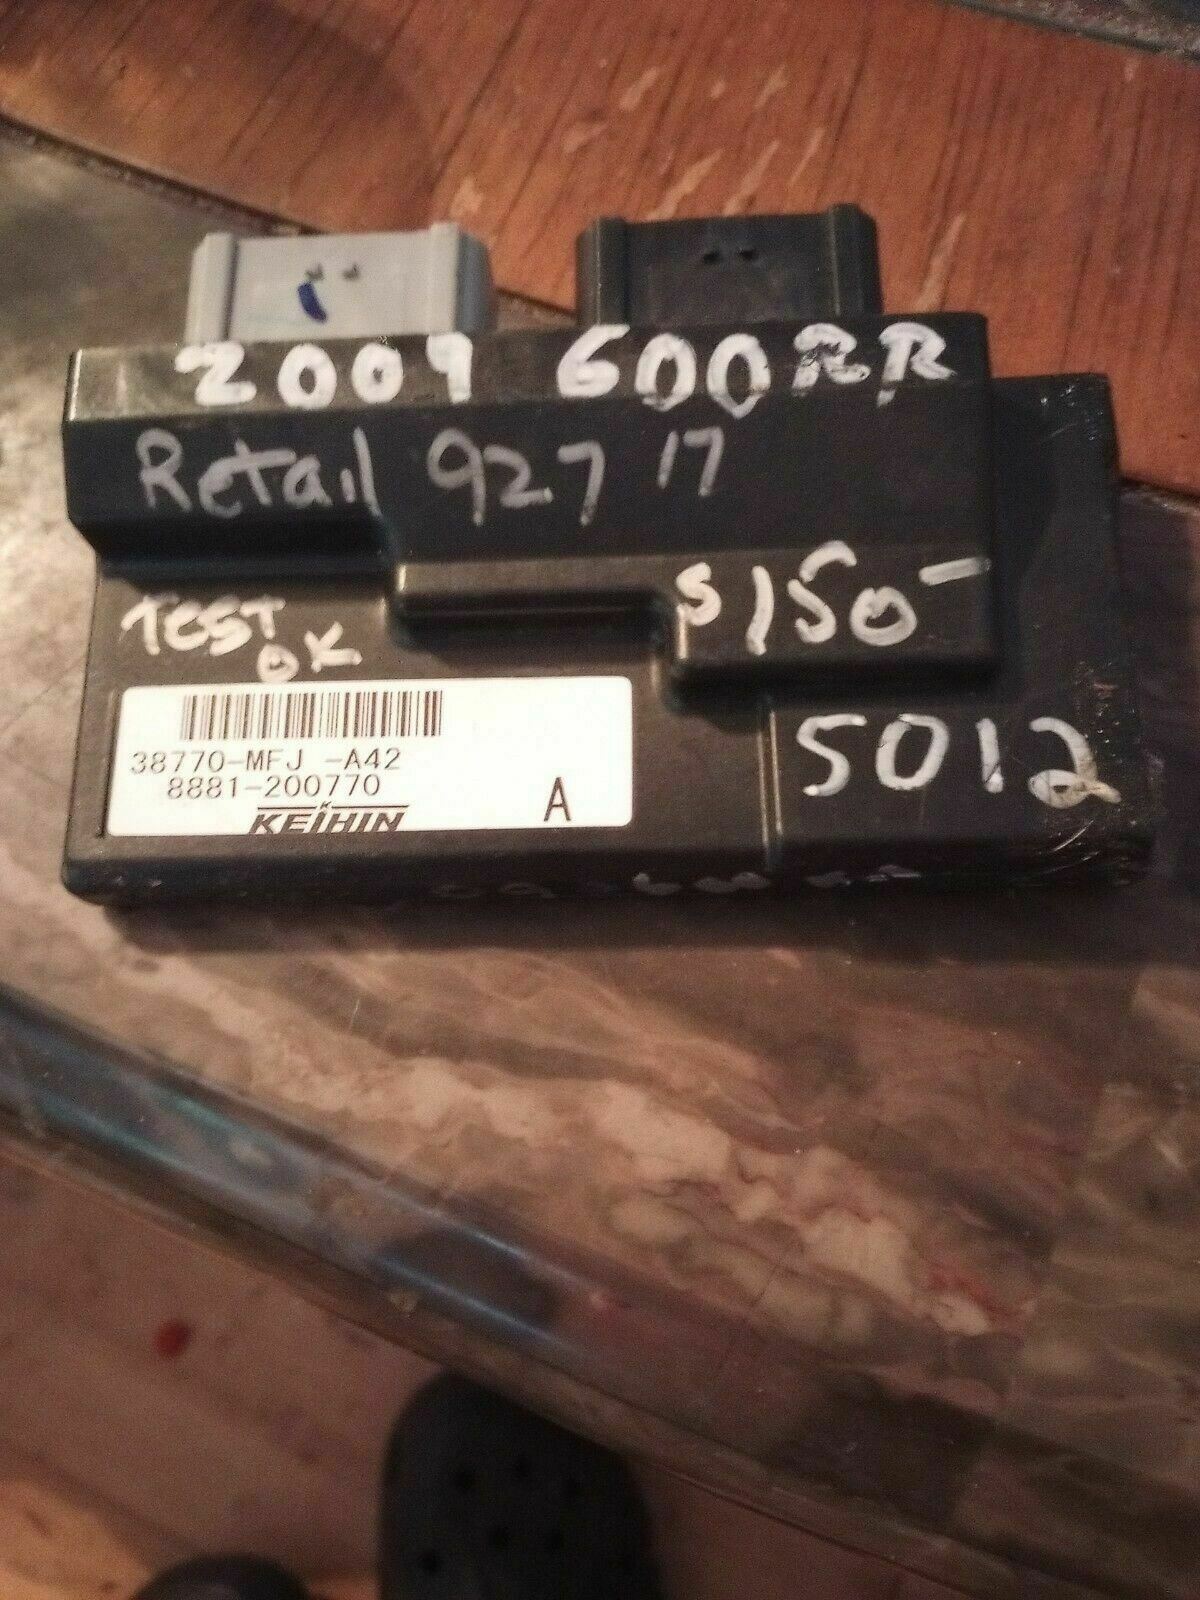 2009 600RR
Retail 927 17
$150-
TEST
OK
5012
38770-MFJ -A42
8881-200770
KEIHIN
A